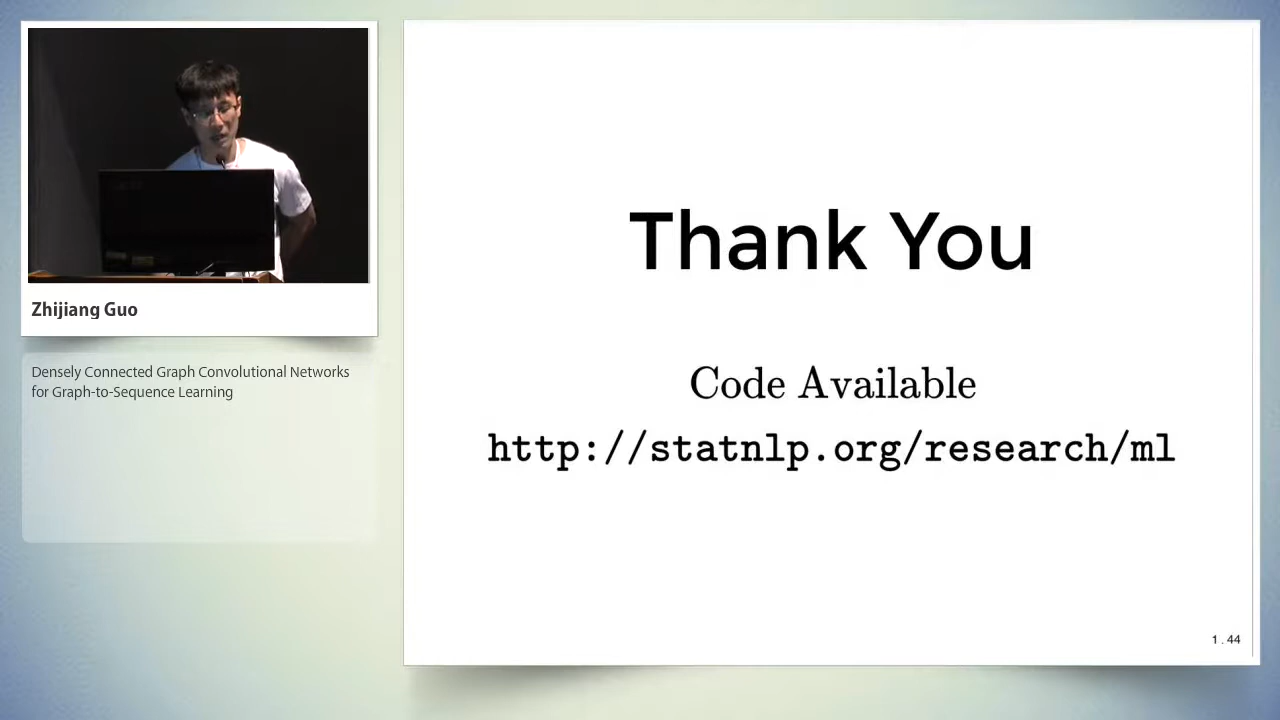 Zhijiang Guo
Densely Connected Graph Convolutional Networks
for Graph-to-Sequence Learning
Thank You
Code Available
http://statnlp.org/research/ml
1 . 44